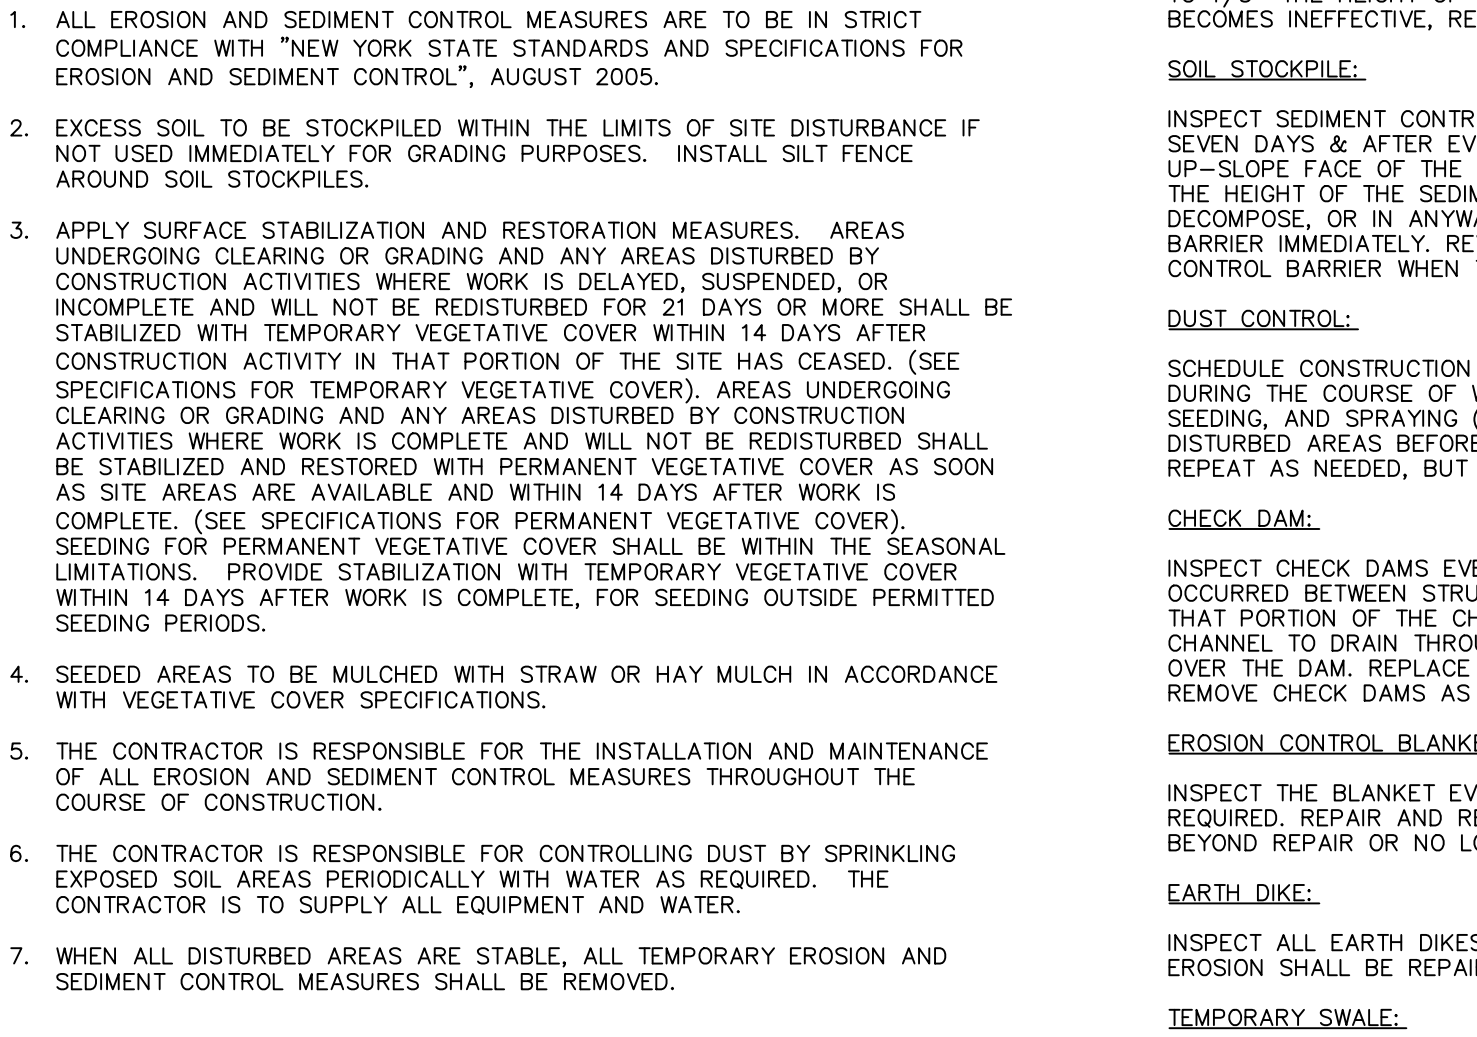 1. ALL EROSION AND SEDIMENT CONTROL MEASURES ARE TO BE IN STRICT
COMPLIANCE WITH "NEW YORK STATE STANDARDS AND SPECIFICATIONS FOR
EROSION AND SEDIMENT CONTROL", AUGUST 2005.
2. EXCESS SOIL TO BE STOCKPILED WITHIN THE LIMITS OF SITE DISTURBANCE IF
NOT USED IMMEDIATELY FOR GRADING PURPOSES. INSTALL SILT FENCE
AROUND SOIL STOCKPILES.
3. APPLY SURFACE STABILIZATION AND RESTORATION MEASURES. AREAS
UNDERGOING CLEARING OR GRADING AND ANY AREAS DISTURBED BY
CONSTRUCTION ACTIVITIES WHERE WORK IS DELAYED, SUSPENDED, OR
INCOMPLETE AND WILL NOT BE REDISTURBED FOR 21 DAYS OR MORE SHALL BE
STABILIZED WITH TEMPORARY VEGETATIVE COVER WITHIN 14 DAYS AFTER
CONSTRUCTION ACTIVITY IN THAT PORTION OF THE SITE HAS CEASED. (SEE
SPECIFICATIONS FOR TEMPORARY VEGETATIVE COVER). AREAS UNDERGOING
CLEARING OR GRADING AND ANY AREAS DISTURBED BY CONSTRUCTION
ACTIVITIES WHERE WORK IS COMPLETE AND WILL NOT BE REDISTURBED SHALL
BE STABILIZED AND RESTORED WITH PERMANENT VEGETATIVE COVER AS SOON
AS SITE AREAS ARE AVAILABLE AND WITHIN 14 DAYS AFTER WORK IS
COMPLETE. (SEE SPECIFICATIONS FOR PERMANENT VEGETATIVE COVER).
SEEDING FOR PERMANENT VEGETATIVE COVER SHALL BE WITHIN THE SEASONAL
LIMITATIONS. PROVIDE STABILIZATION WITH TEMPORARY VEGETATIVE COVER
WITHIN 14 DAYS AFTER WORK IS COMPLETE, FOR SEEDING OUTSIDE PERMITTED
SEEDING PERIODS.
4. SEEDED AREAS TO BE MULCHED WITH STRAW OR HAY MULCH IN ACCORDANCE
WITH VEGETATIVE COVER SPECIFICATIONS.
5. THE CONTRACTOR IS RESPONSIBLE FOR THE INSTALLATION AND MAINTENANCE
OF ALL EROSION AND SEDIMENT CONTROL MEASURES THROUGHOUT THE
COURSE OF CONSTRUCTION.
6. THE CONTRACTOR IS RESPONSIBLE FOR CONTROLLING DUST BY SPRINKLING
EXPOSED SOIL AREAS PERIODICALLY WITH WATER AS REQUIRED. THE
CONTRACTOR IS TO SUPPLY ALL EQUIPMENT AND WATER.
7. WHEN ALL DISTURBED AREAS ARE STABLE, ALL TEMPORARY EROSION AND
SEDIMENT CONTROL MEASURES SHALL BE REMOVED.
BECOMES INEFFECTIVE,
SOIL STOCKPILE:
INSPECT SEDIMENT
SEVEN DAYS & AFTER
UP-SLOPE FACE OF THE
THE HEIGHT OF THE
DECOMPOSE, OR IN
BARRIER IMMEDIATELY.
CONTROL BARRIER WHEN
DUST CONTROL:
SCHEDULE CONSTRUCTION
DURING THE COURSE OF
SEEDING, AND SPRAYING
DISTURBED AREAS BEFORE
REPEAT AS NEEDED, BUT
CHECK DAM:
INSPECT CHECK DAMS
OCCURRED BETWEEN
THAT PORTION OF THE
CHANNEL TO DRAIN
OVER THE DAM. REPLACE
REMOVE CHECK DAMS AS
EROSION CONTROL
INSPECT THE BLANKET
REQUIRED. REPAIR AND
BEYOND REPAIR OR NO
EARTH DIKE:
INSPECT ALL EARTH DIKES
EROSION SHALL BE
TEMPORARY SWALE: